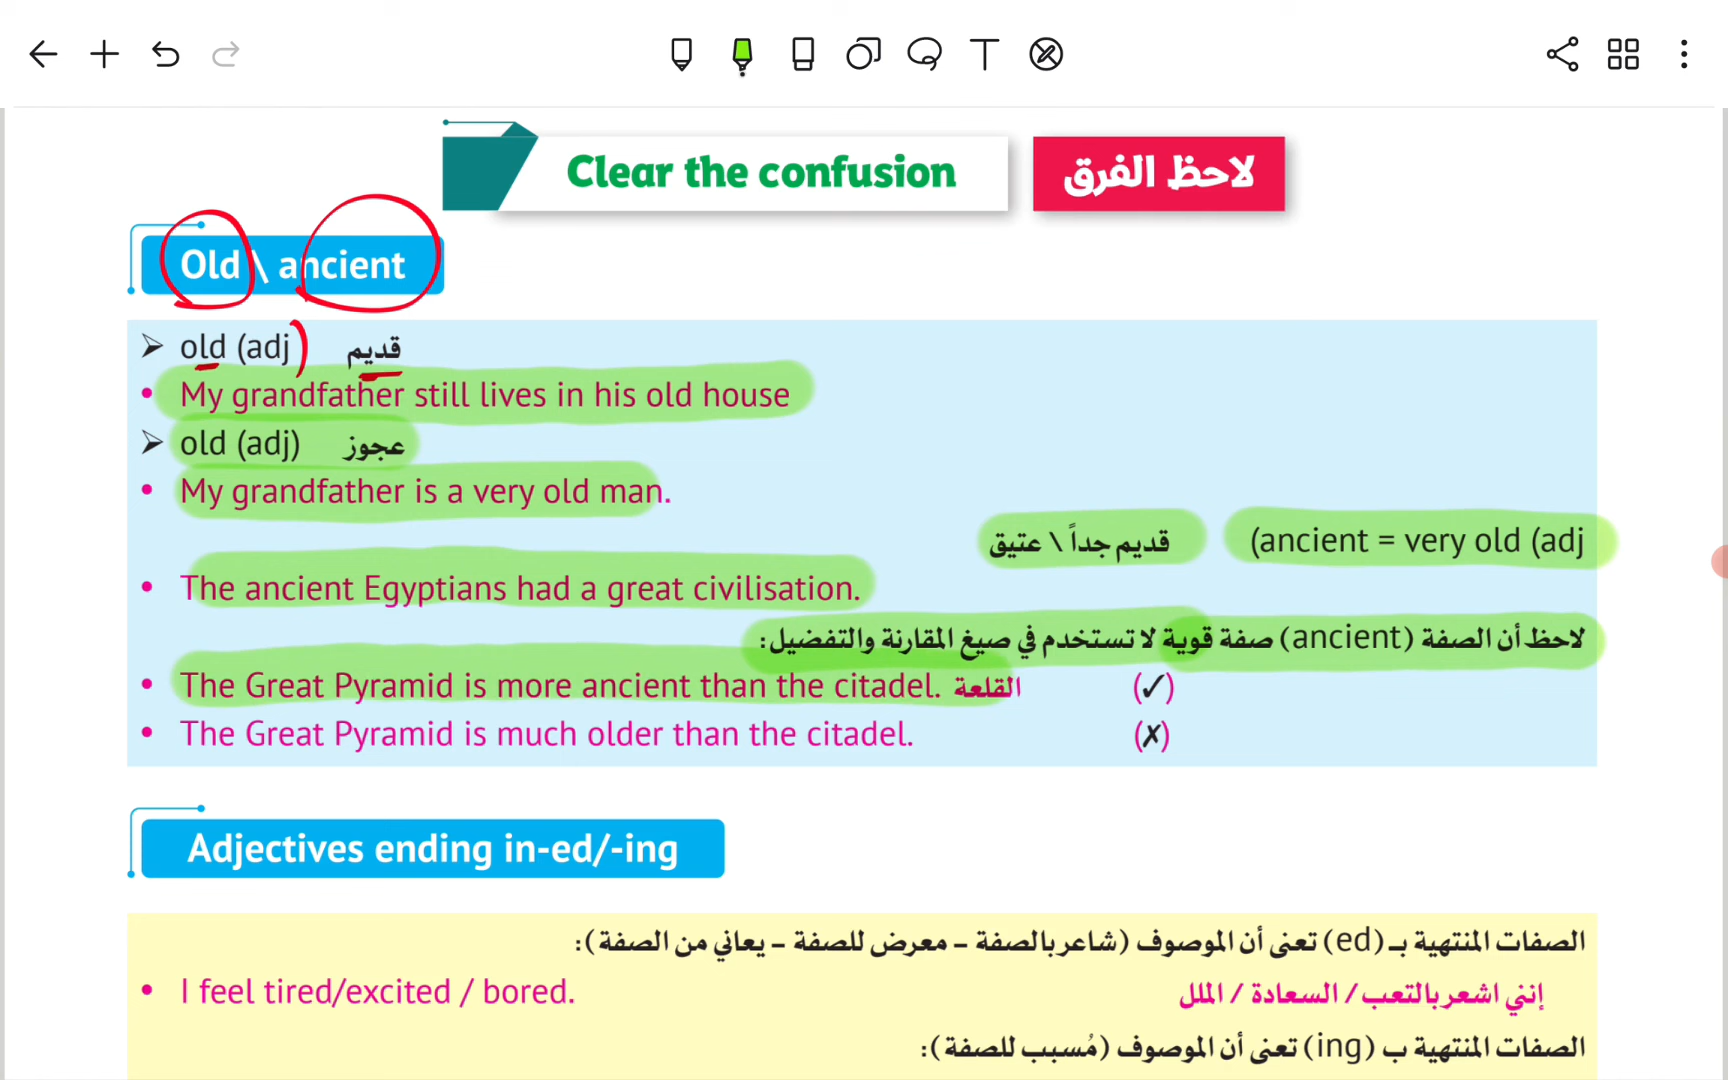 Clear the confusion لاحظ الفرق
Old \ ancient
➢ old (adj) قديم
• My grandfather still lives in his old house
➢ old (adj) عجوز
• My grandfather is a very old man.
(ancient = very old (adj قديم جداً \ عتيق
• The ancient Egyptians had a great civilisation.
لاحظ أن الصفة (ancient) صفة قوية لا تستخدم في صيغ المقارنة والتفضيل:
• The Great Pyramid is more ancient than the citadel. القلعة (✓)
• The Great Pyramid is much older than the citadel. (✗)
Adjectives ending in-ed/-ing
الصفات المنتهية بـ (ed) تعنى أن الموصوف (شاعر بالصفة - معرض للصفة - يعاني من الصفة):
• I feel tired/excited / bored. إنني اشعر بالتعب / السعادة / الملل
الصفات المنتهية ب (ing) تعنى أن الموصوف (مُسبب للصفة):